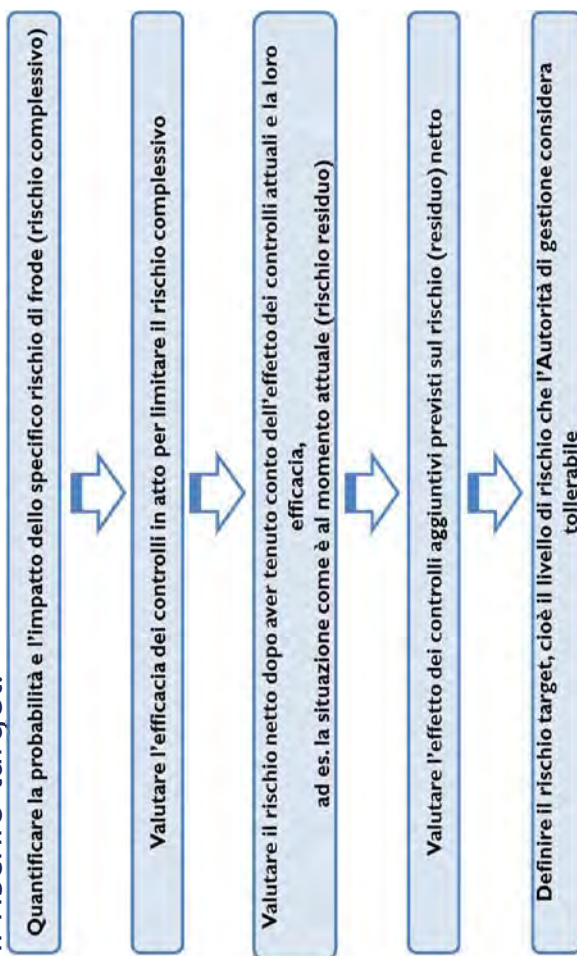 Quantificare la probabilità e l'impatto dello specifico rischio di frode (rischio complessivo)
Valutare l'efficacia dei controlli in atto per limitare il rischio complessivo
Valutare il rischio netto dopo aver tenuto conto dell'effetto dei controlli attuali e la loro
efficacia,
ad es. la situazione come è al momento attuale (rischio residuo)
Valutare l'effetto dei controlli aggiuntivi previsti sul rischio (residuo) netto
Definire il rischio target, cioè il livello di rischio che l'Autorità di gestione considera
tollerabile